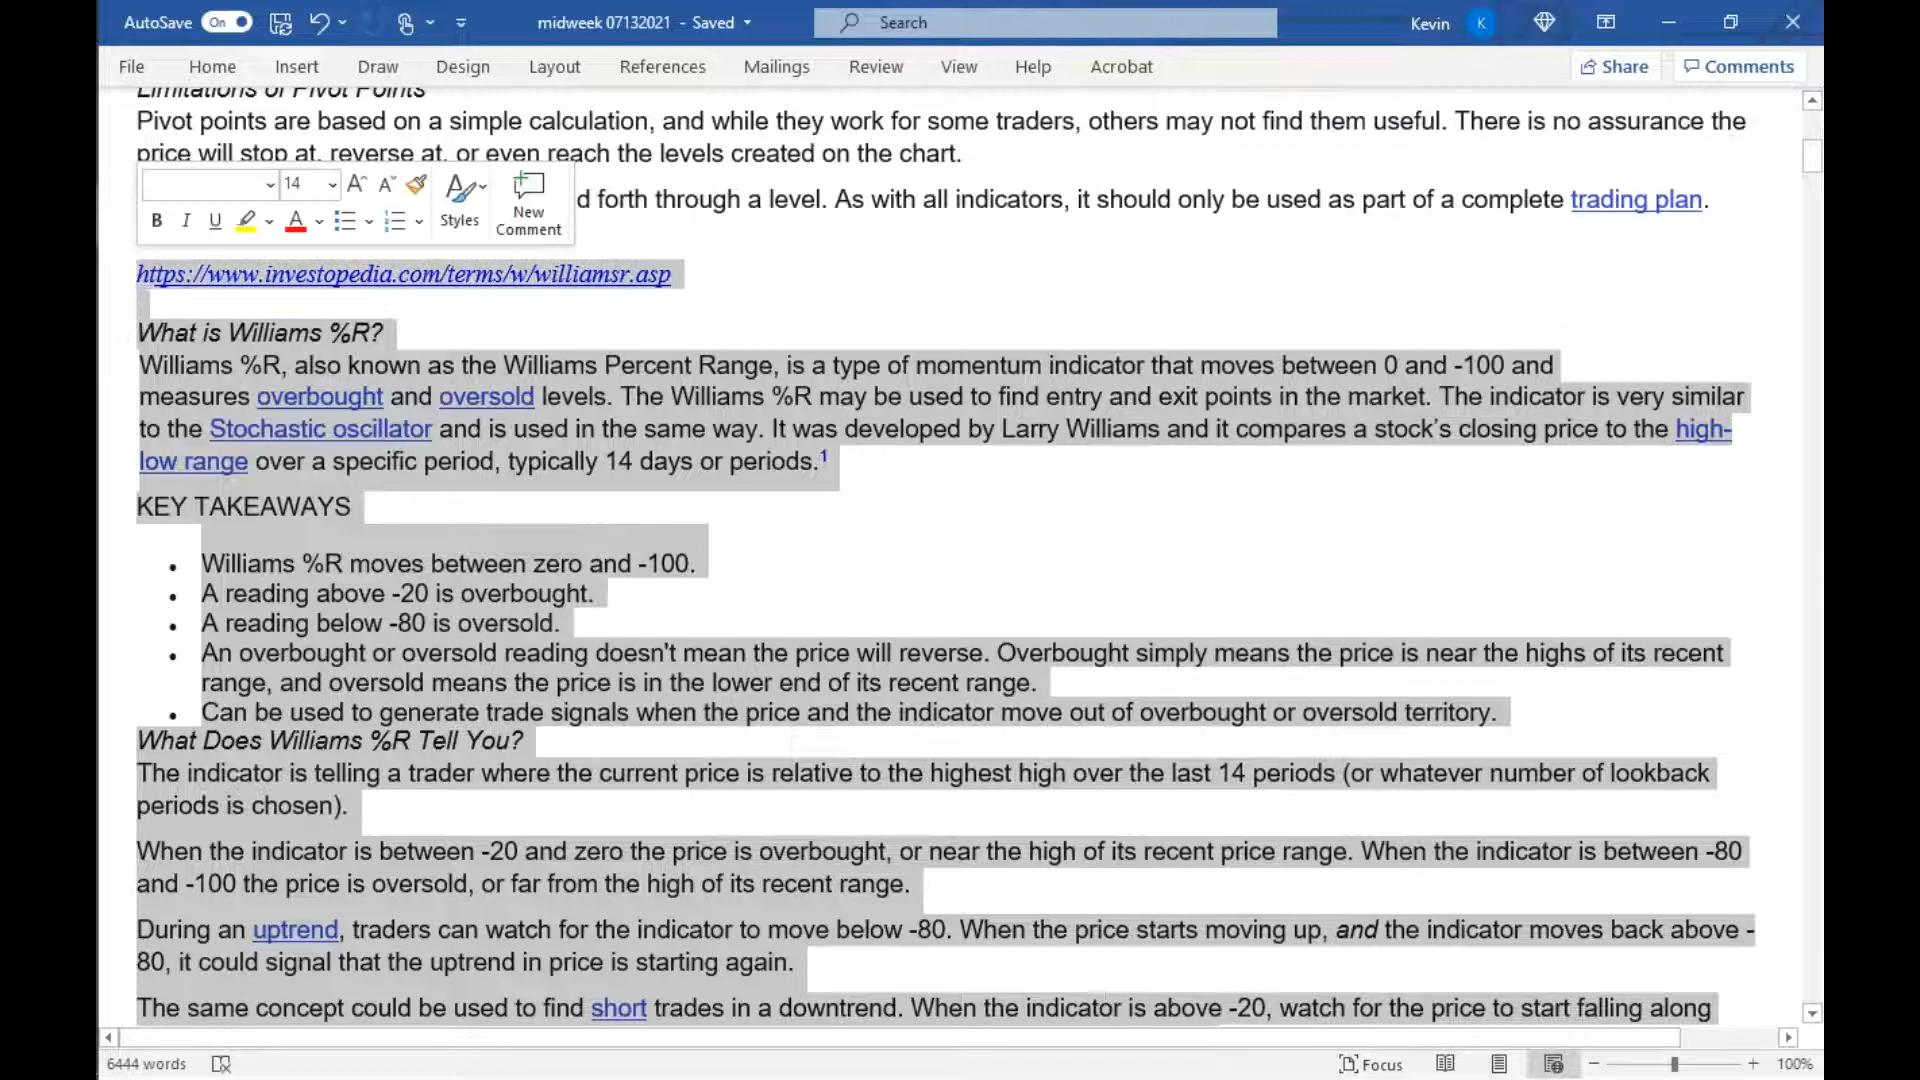 AutoSave On midweek 07132021 - Saved Search Kevin K
File Home Insert Draw Design Layout References Mailings Review View Help Acrobat Share Comments
Limitations of Pivot Points
Pivot points are based on a simple calculation, and while they work for some traders, others may not find them useful. There is no assurance the
price will stop at, reverse at, or even reach the levels created on the chart.
14 A A Styles New Comment
d forth through a level. As with all indicators, it should only be used as part of a complete trading plan.
B I U A
https://www.investopedia.com/terms/w/williamsr.asp
What is Williams %R?
Williams %R, also known as the Williams Percent Range, is a type of momentum indicator that moves between 0 and -100 and
measures overbought and oversold levels. The Williams %R may be used to find entry and exit points in the market. The indicator is very similar
to the Stochastic oscillator and is used in the same way. It was developed by Larry Williams and it compares a stock’s closing price to the high-
low range over a specific period, typically 14 days or periods.1
KEY TAKEAWAYS
• Williams %R moves between zero and -100.
• A reading above -20 is overbought.
• A reading below -80 is oversold.
• An overbought or oversold reading doesn't mean the price will reverse. Overbought simply means the price is near the highs of its recent
range, and oversold means the price is in the lower end of its recent range.
• Can be used to generate trade signals when the price and the indicator move out of overbought or oversold territory.
What Does Williams %R Tell You?
The indicator is telling a trader where the current price is relative to the highest high over the last 14 periods (or whatever number of lookback
periods is chosen).
When the indicator is between -20 and zero the price is overbought, or near the high of its recent price range. When the indicator is between -80
and -100 the price is oversold, or far from the high of its recent range.
During an uptrend, traders can watch for the indicator to move below -80. When the price starts moving up, and the indicator moves back above -
80, it could signal that the uptrend in price is starting again.
The same concept could be used to find short trades in a downtrend. When the indicator is above -20, watch for the price to start falling along
6444 words Focus 100%